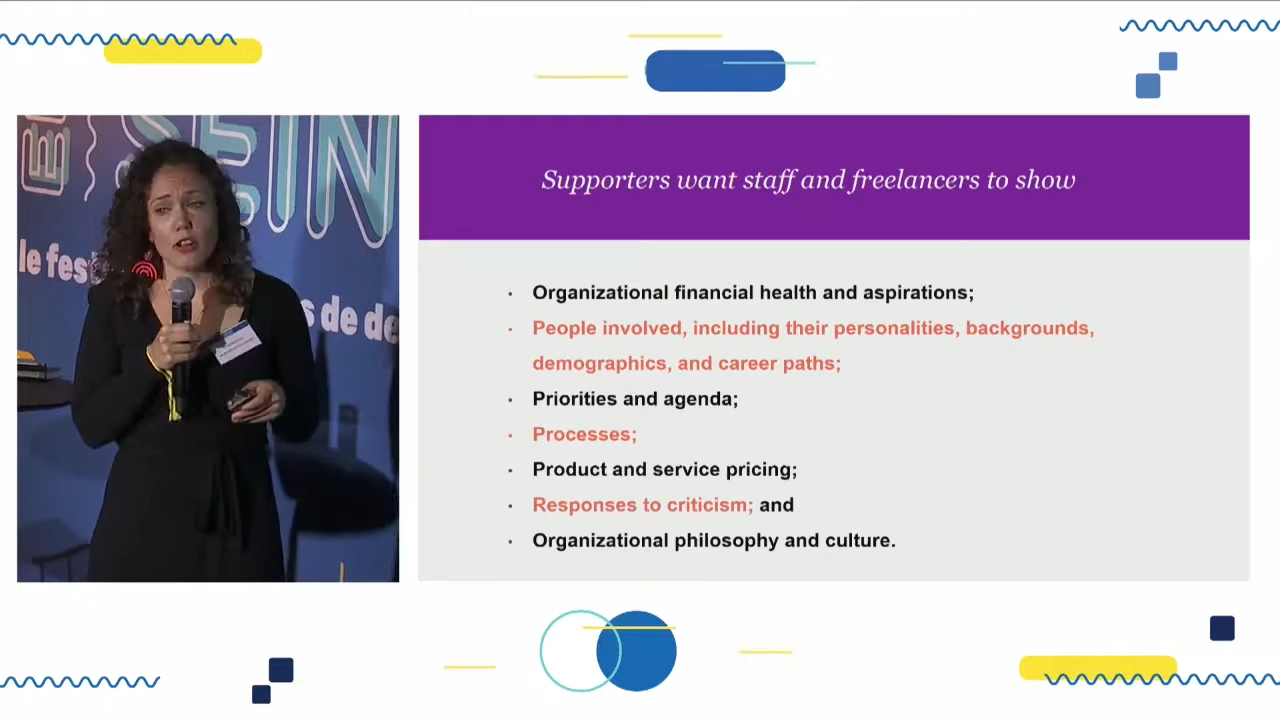 SEIN
le fes
s de de
Supporters want staff and freelancers to show
· Organizational financial health and aspirations;
· People involved, including their personalities, backgrounds,
demographics, and career paths;
· Priorities and agenda;
· Processes;
· Product and service pricing;
· Responses to criticism; and
· Organizational philosophy and culture.